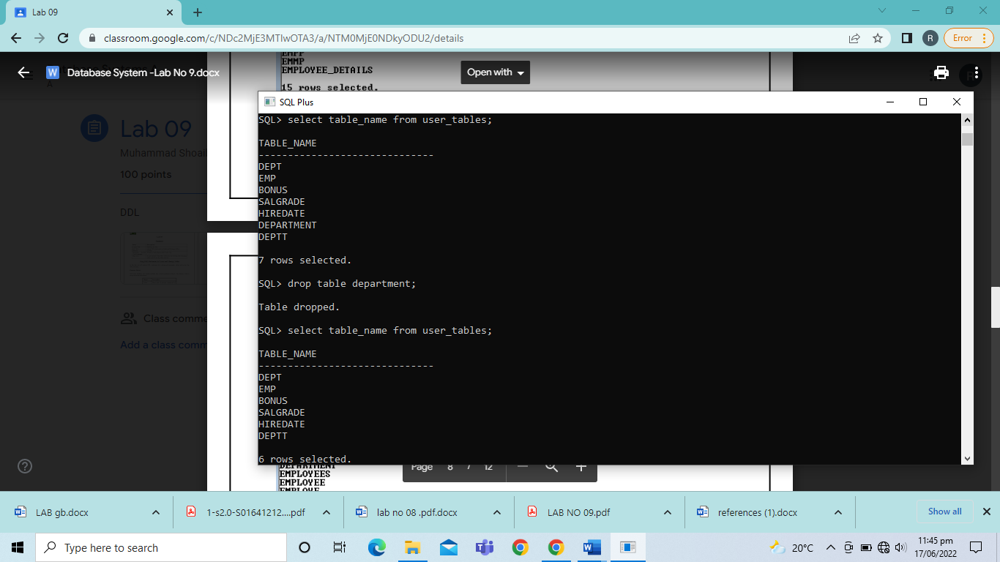 Lab 09
classroom.google.com/c/NDc2MjE3MTIwOTA3/a/NTM0MjE0NDkyODU2/details
R
Error
EMPP
EMMP
EMPLOYEE_DETAILS
15 rows selected.
Database System -Lab No 9.docx
Open with
SQL Plus
SQL> select table_name from user_tables;
TABLE_NAME
------------------------------
DEPT
EMP
BONUS
SALGRADE
HIREDATE
DEPARTMENT
DEPTT
7 rows selected.
SQL> drop table department;
Table dropped.
SQL> select table_name from user_tables;
TABLE_NAME
------------------------------
DEPT
EMP
BONUS
SALGRADE
HIREDATE
DEPTT
6 rows selected.
Lab 09
Muhammad Shoai
100 points
DDL
Class comme
Add a class comm
Page 8 / 12
DEPARTMENT
EMPLOYEES
EMPLOYEE
EMPLOYE
LAB gb.docx
1-s2.0-S01641212....pdf
lab no 08 .pdf.docx
LAB NO 09.pdf
references (1).docx
Show all
Type here to search
20°C
11:45 pm
17/06/2022